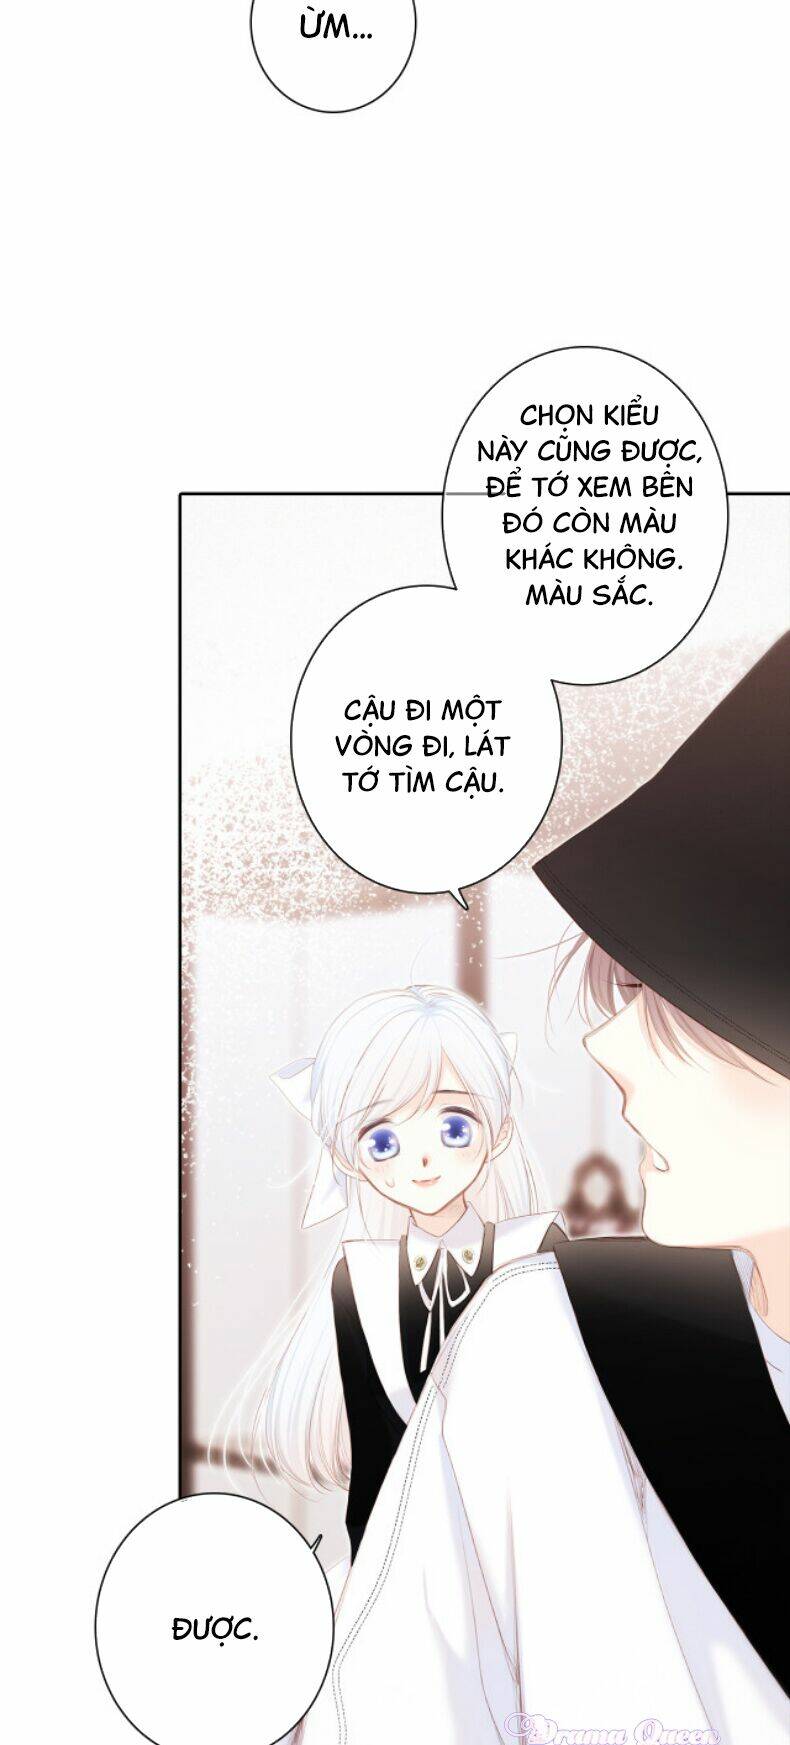 ỪM...
CHỌN KIỂU
NÀY CŨNG ĐƯỢC,
ĐỂ TỚ XEM BÊN
ĐÓ CÒN MÀU
KHÁC KHÔNG.
MÀU SẮC.
CẬU ĐI MỘT
VÒNG ĐI, LÁT
TỚ TÌM CẬU.
ĐƯỢC.
Drama Queen